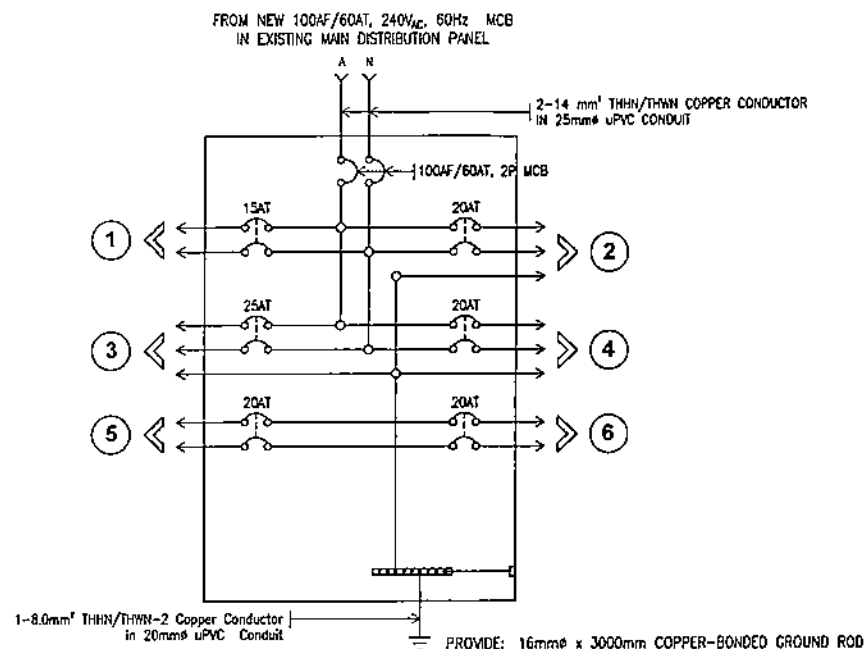 FROM NEW 100AF/60AT, 240VAC, 60Hz MCB
IN EXISTING MAIN DISTRIBUTION PANEL
A N
2-14 mm² THHN/THWN COPPER CONDUCTOR
IN 25mmø uPVC CONDUIT
100AF/60AT, 2P MCB
15AT 20AT
1 2
25AT 20AT
3 4
20AT 20AT
5 6
1-8.0mm² THHN/THWN-2 Copper Conductor
in 20mmø uPVC Conduit
PROVIDE: 16mmø x 3000mm COPPER-BONDED GROUND ROD